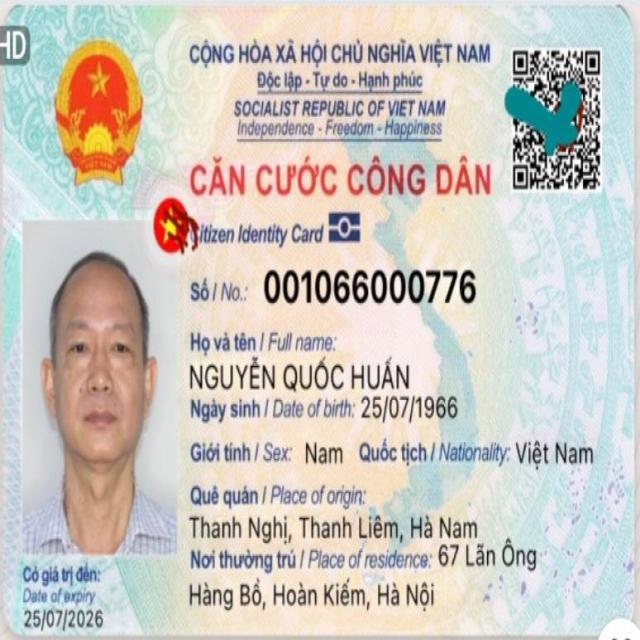 HD
CỘNG HÒA XÃ HỘI CHỦ NGHĨA VIỆT NAM
Độc lập - Tự do - Hạnh phúc
SOCIALIST REPUBLIC OF VIET NAM
Independence - Freedom - Happiness
CĂN CƯỚC CÔNG DÂN
Citizen Identity Card
Số / No.: 001066000776
Họ và tên / Full name:
NGUYỄN QUỐC HUẤN
Ngày sinh / Date of birth: 25/07/1966
Giới tính / Sex: Nam Quốc tịch / Nationality: Việt Nam
Quê quán / Place of origin:
Thanh Nghị, Thanh Liêm, Hà Nam
Nơi thường trú / Place of residence: 67 Lãn Ông
Hàng Bồ, Hoàn Kiếm, Hà Nội
Có giá trị đến:
Date of expiry
25/07/2026